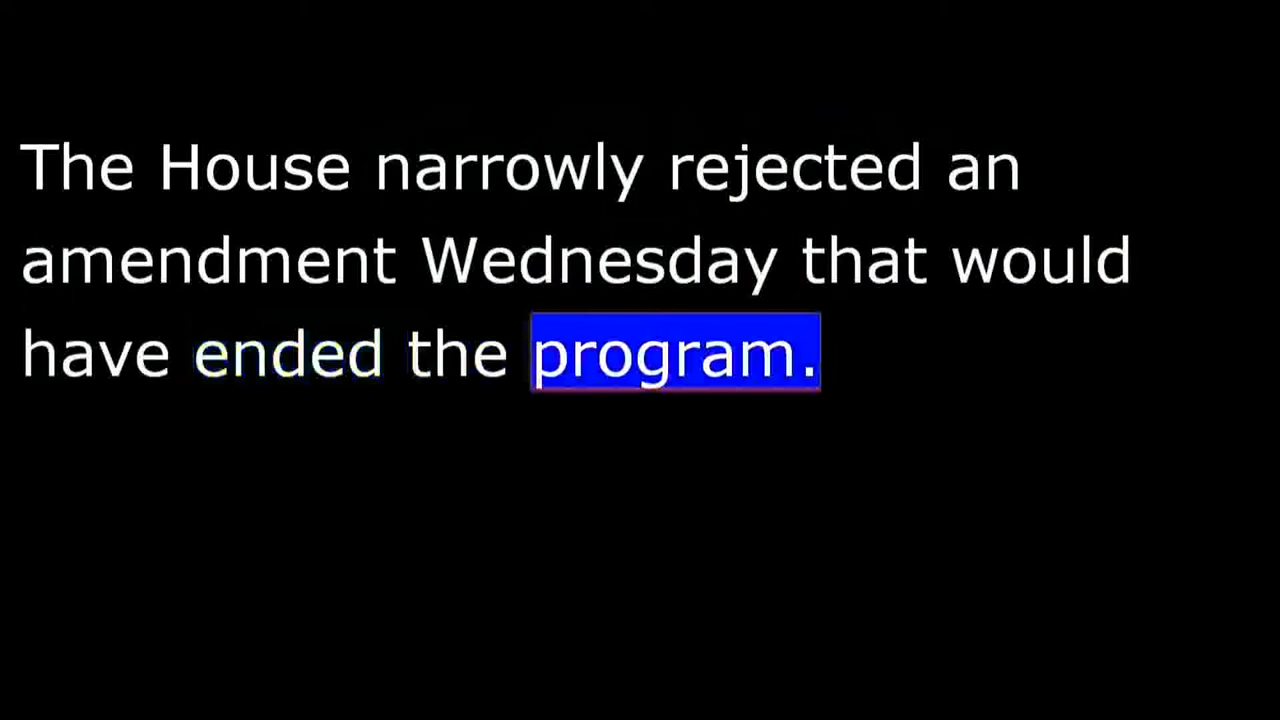 The House narrowly rejected an
amendment Wednesday that would
have ended the program.